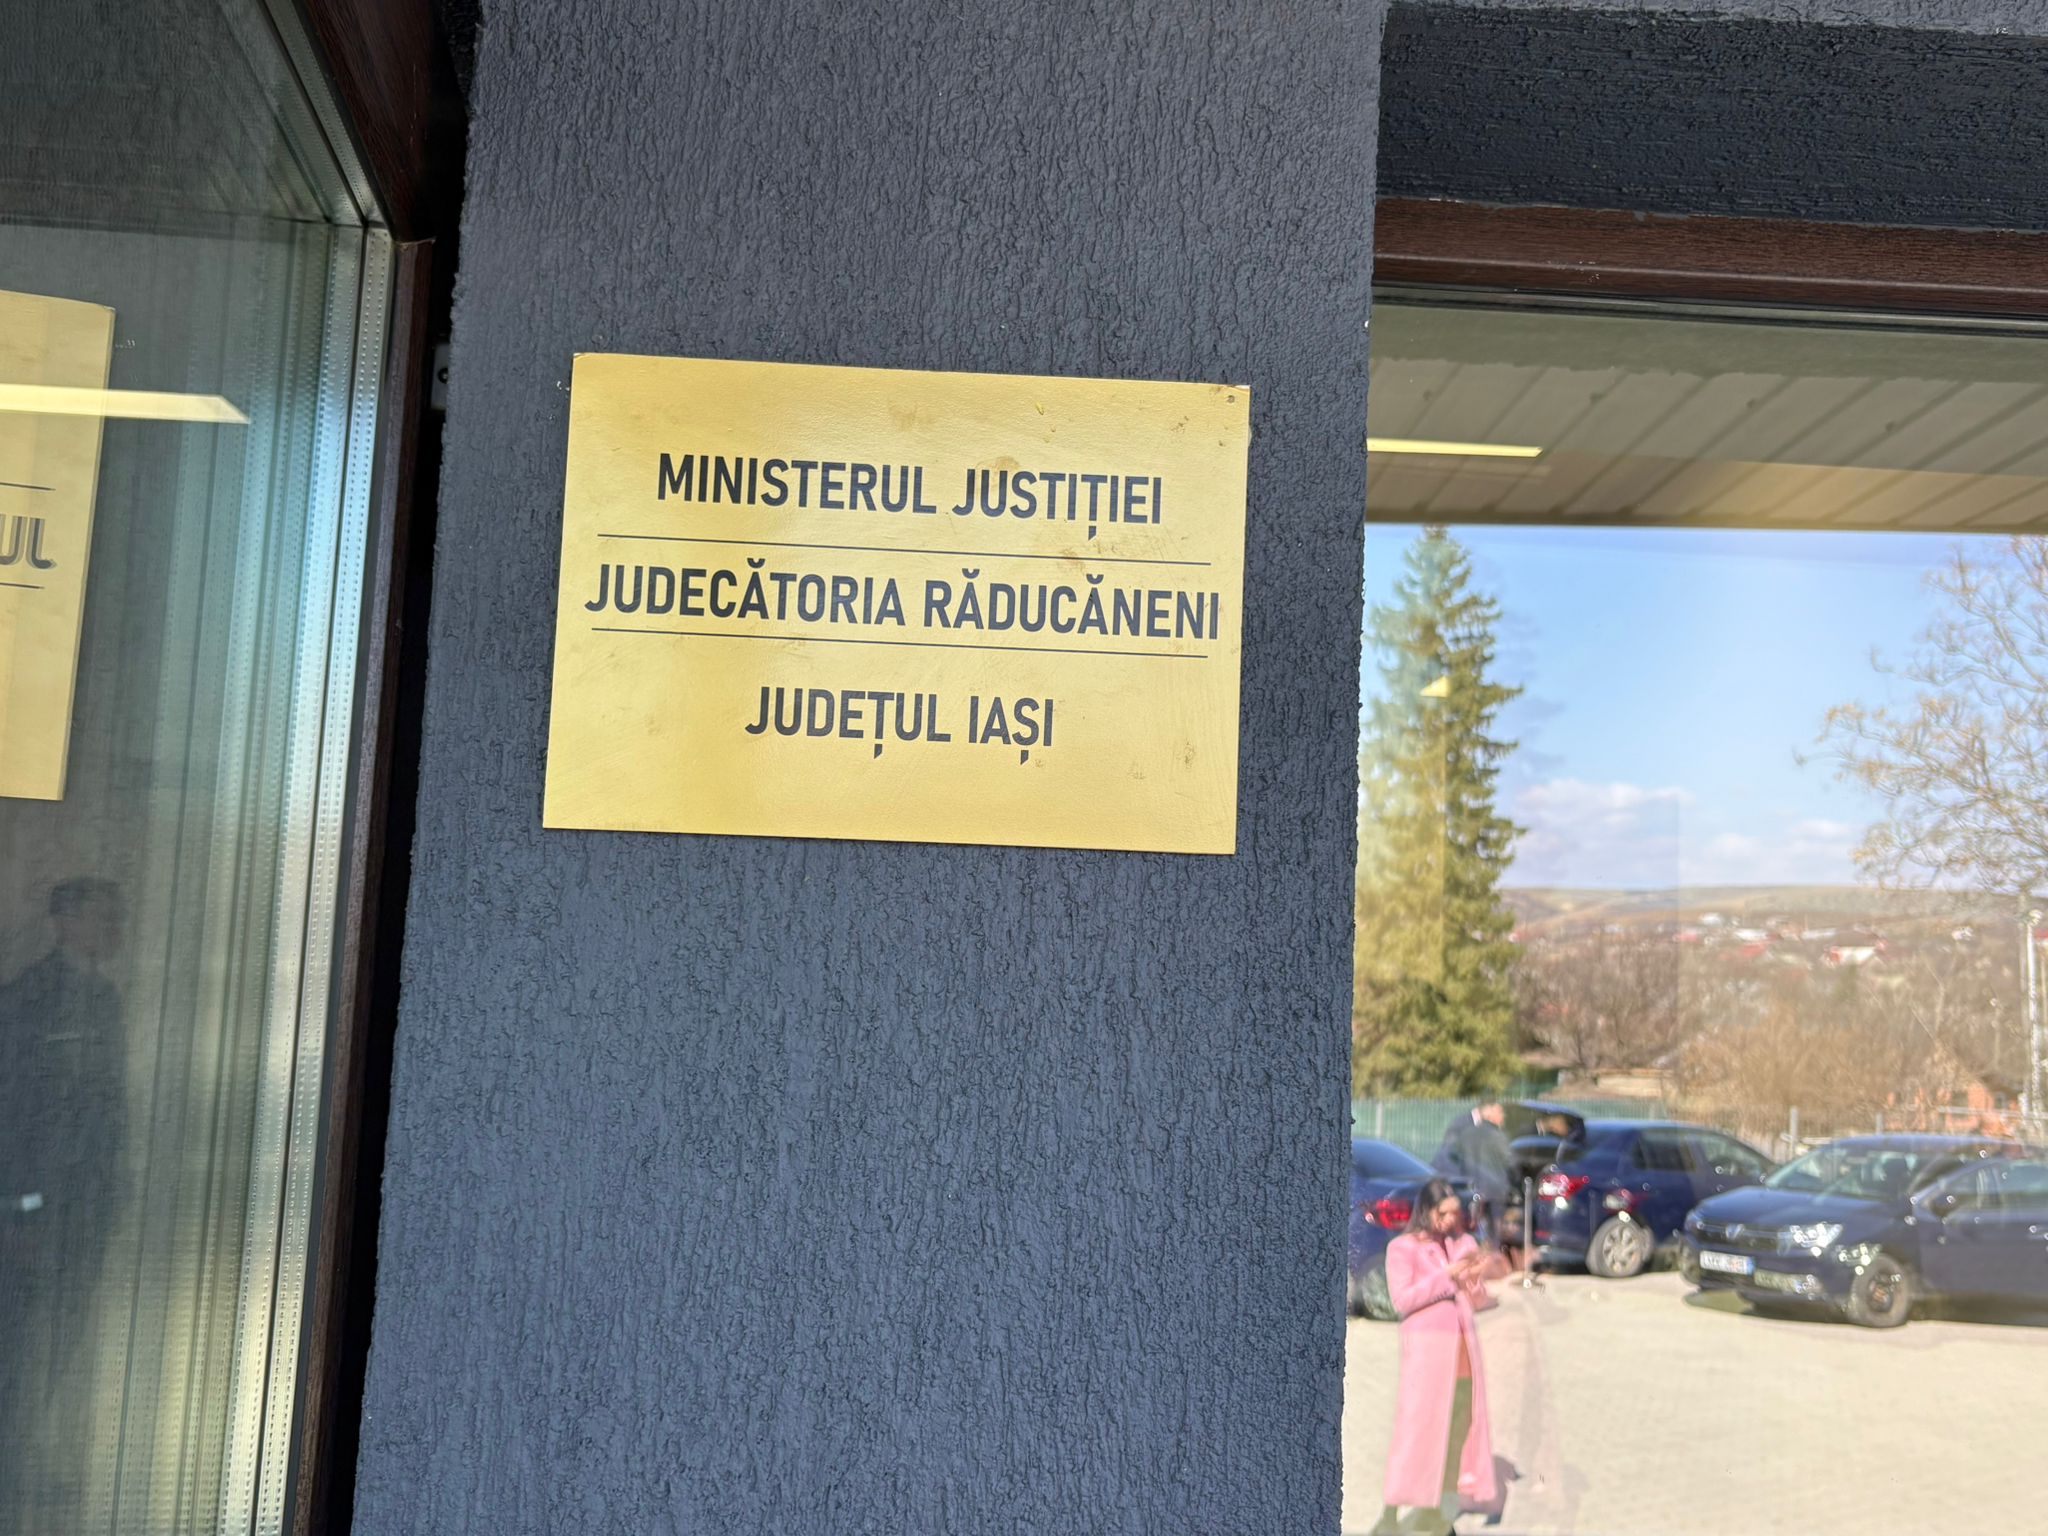 MINISTERUL JUSTIȚIEI
JUDECĂTORIA RĂDUCĂNENI
JUDEȚUL IAȘI